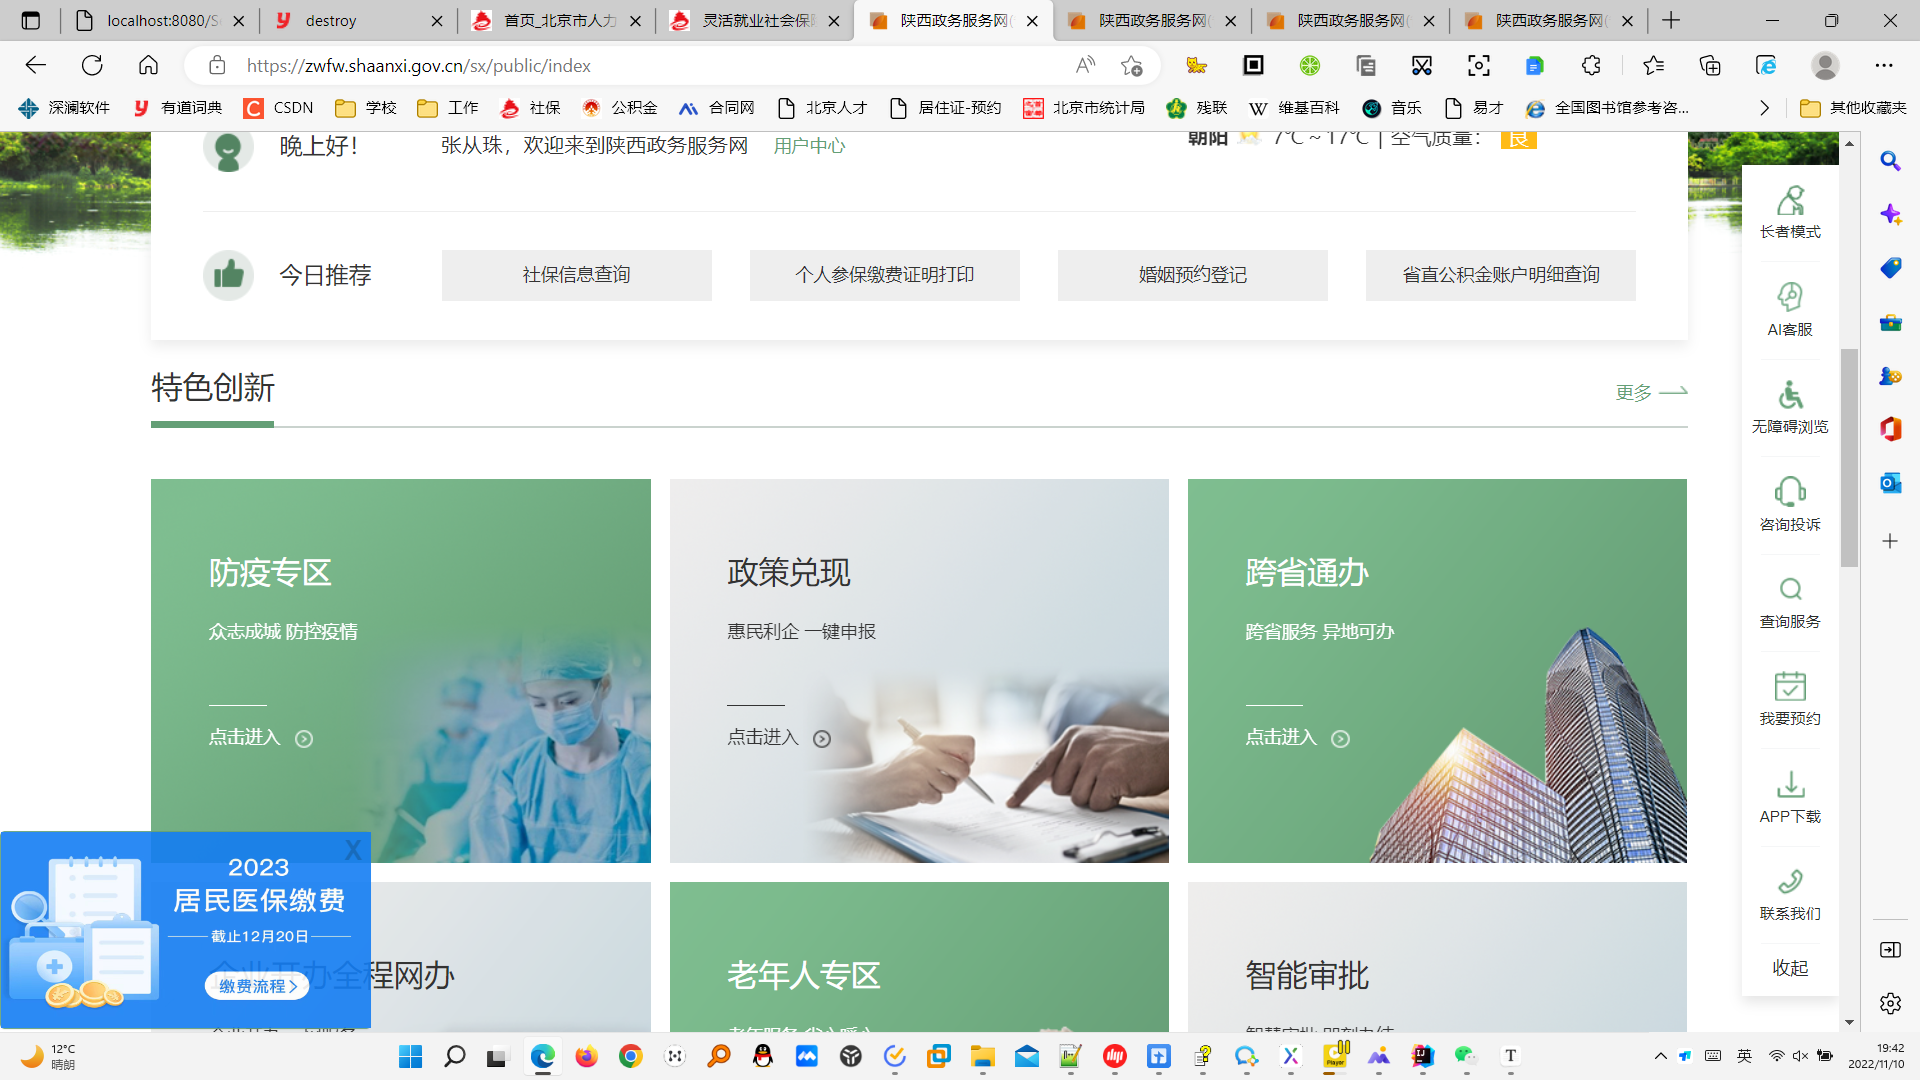 localhost:8080/S
destroy
首页_北京市人力
灵活就业社会保
陕西政务服务网(
陕西政务服务网(
陕西政务服务网(
陕西政务服务网(
https://zwfw.shaanxi.gov.cn/sx/public/index
深澜软件
有道词典
CSDN
学校
工作
社保
公积金
合同网
北京人才
居住证-预约
北京市统计局
残联
维基百科
音乐
易才
全国图书馆参考咨...
其他收藏夹
晚上好！
张从珠，欢迎来到陕西政务服务网
用户中心
朝阳
7℃ ~ 17℃ | 空气质量：
良
今日推荐
社保信息查询
个人参保缴费证明打印
婚姻预约登记
省直公积金账户明细查询
特色创新
更多
防疫专区
众志成城 防控疫情
点击进入
政策兑现
惠民利企 一键申报
点击进入
跨省通办
跨省服务 异地可办
点击进入
企业开办全程网办
老年人专区
智能审批
X
2023
居民医保缴费
截止12月20日
缴费流程
长者模式
AI客服
无障碍浏览
咨询投诉
查询服务
我要预约
APP下载
联系我们
收起
12°C
晴朗
英
19:42
2022/11/10